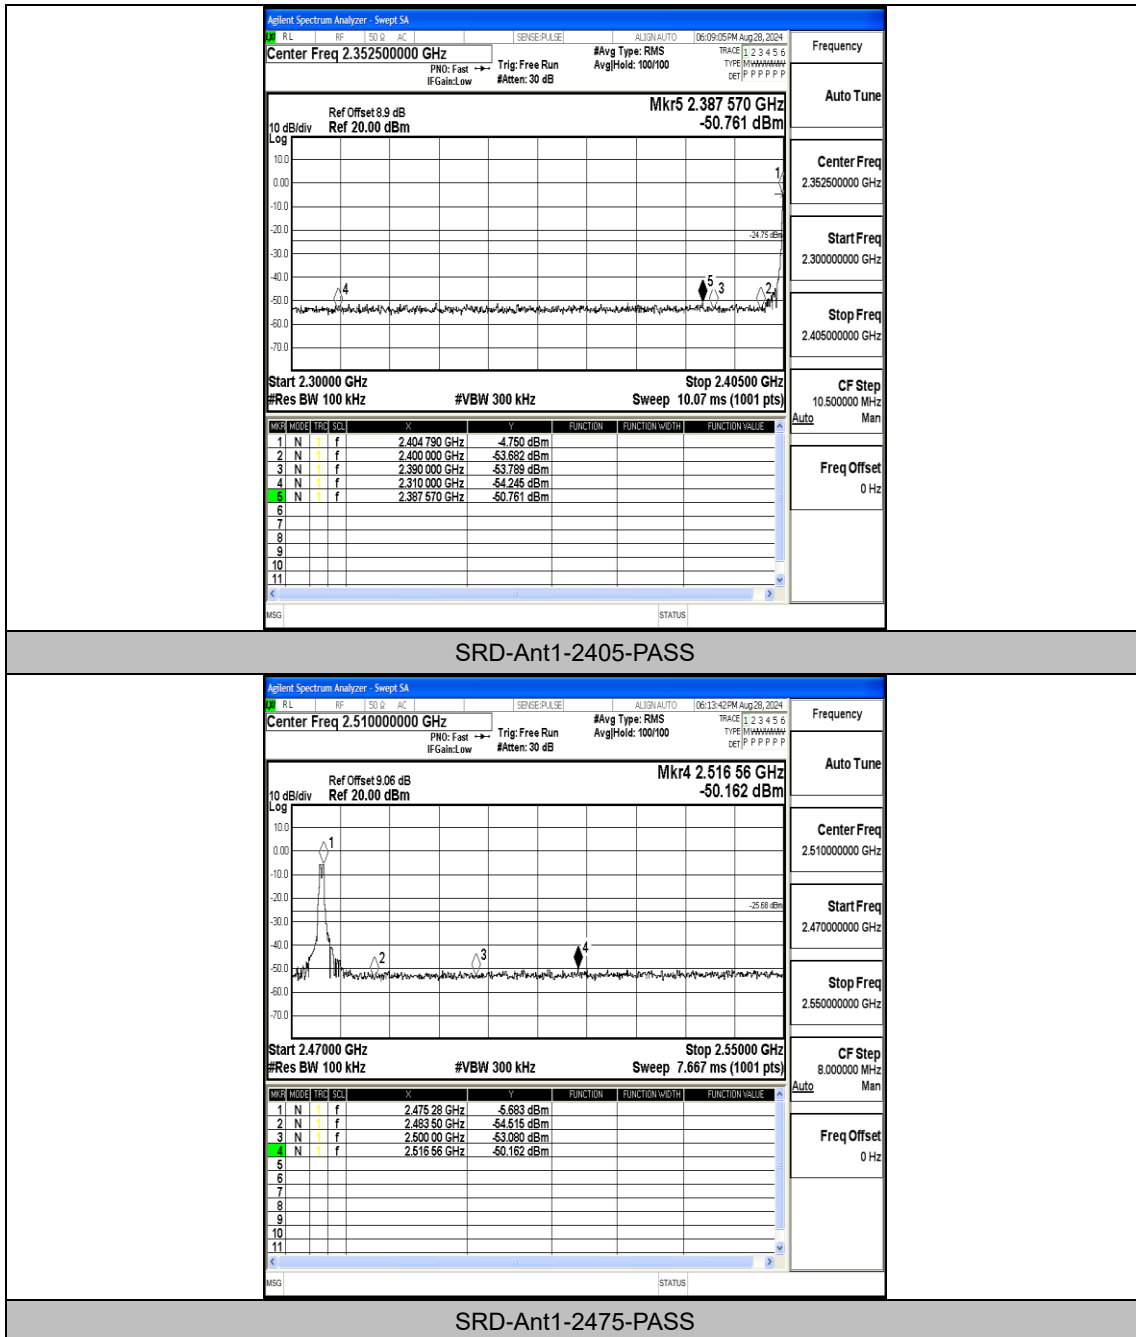 Agilent Spectrum Analyzer - Swept SA
RL RF 50 Ω AC SENSE:PULSE ALIGN AUTO 06:09:05PM Aug 28, 2024
Center Freq 2.352500000 GHz
PNO: Fast
IFGain:Low
Trig: Free Run
#Atten: 30 dB
#Avg Type: RMS
Avg|Hold: 100/100
TRACE 1 2 3 4 5 6
TYPE
DET P P P P P P
Frequency
Auto Tune
Center Freq
2.352500000 GHz
Start Freq
2.300000000 GHz
Stop Freq
2.405000000 GHz
CF Step
10.500000 MHz
Auto Man
Freq Offset
0 Hz
Mkr5 2.387 570 GHz
-50.761 dBm
Ref Offset 8.9 dB
10 dB/div Ref 20.00 dBm
Log
10.0
0.00
-10.0
-20.0
-30.0
-40.0
-50.0
-60.0
-70.0
1
-24.75 dBm
4
5
3
2
Start 2.30000 GHz Stop 2.40500 GHz
#Res BW 100 kHz #VBW 300 kHz Sweep 10.07 ms (1001 pts)
MKR MODE TRC SCL X Y FUNCTION FUNCTION WIDTH FUNCTION VALUE
1 N 1 f 2.404 790 GHz -4.750 dBm
2 N 1 f 2.400 000 GHz -53.682 dBm
3 N 1 f 2.390 000 GHz -53.789 dBm
4 N 1 f 2.310 000 GHz -54.245 dBm
5 N 1 f 2.387 570 GHz -50.761 dBm
6
7
8
9
10
11
MSG STATUS
SRD-Ant1-2405-PASS
Agilent Spectrum Analyzer - Swept SA
RL RF 50 Ω AC SENSE:PULSE ALIGN AUTO 06:13:42PM Aug 28, 2024
Center Freq 2.510000000 GHz
PNO: Fast
IFGain:Low
Trig: Free Run
#Atten: 30 dB
#Avg Type: RMS
Avg|Hold: 100/100
TRACE 1 2 3 4 5 6
TYPE
DET P P P P P P
Frequency
Auto Tune
Center Freq
2.510000000 GHz
Start Freq
2.470000000 GHz
Stop Freq
2.550000000 GHz
CF Step
8.000000 MHz
Auto Man
Freq Offset
0 Hz
Mkr4 2.516 56 GHz
-50.162 dBm
Ref Offset 9.06 dB
10 dB/div Ref 20.00 dBm
Log
10.0
0.00
-10.0
-20.0
-30.0
-40.0
-50.0
-60.0
-70.0
1
-25.68 dBm
2
3
4
Start 2.47000 GHz Stop 2.55000 GHz
#Res BW 100 kHz #VBW 300 kHz Sweep 7.667 ms (1001 pts)
MKR MODE TRC SCL X Y FUNCTION FUNCTION WIDTH FUNCTION VALUE
1 N 1 f 2.475 28 GHz -5.683 dBm
2 N 1 f 2.483 50 GHz -54.515 dBm
3 N 1 f 2.500 00 GHz -53.080 dBm
4 N 1 f 2.516 56 GHz -50.162 dBm
5
6
7
8
9
10
11
MSG STATUS
SRD-Ant1-2475-PASS